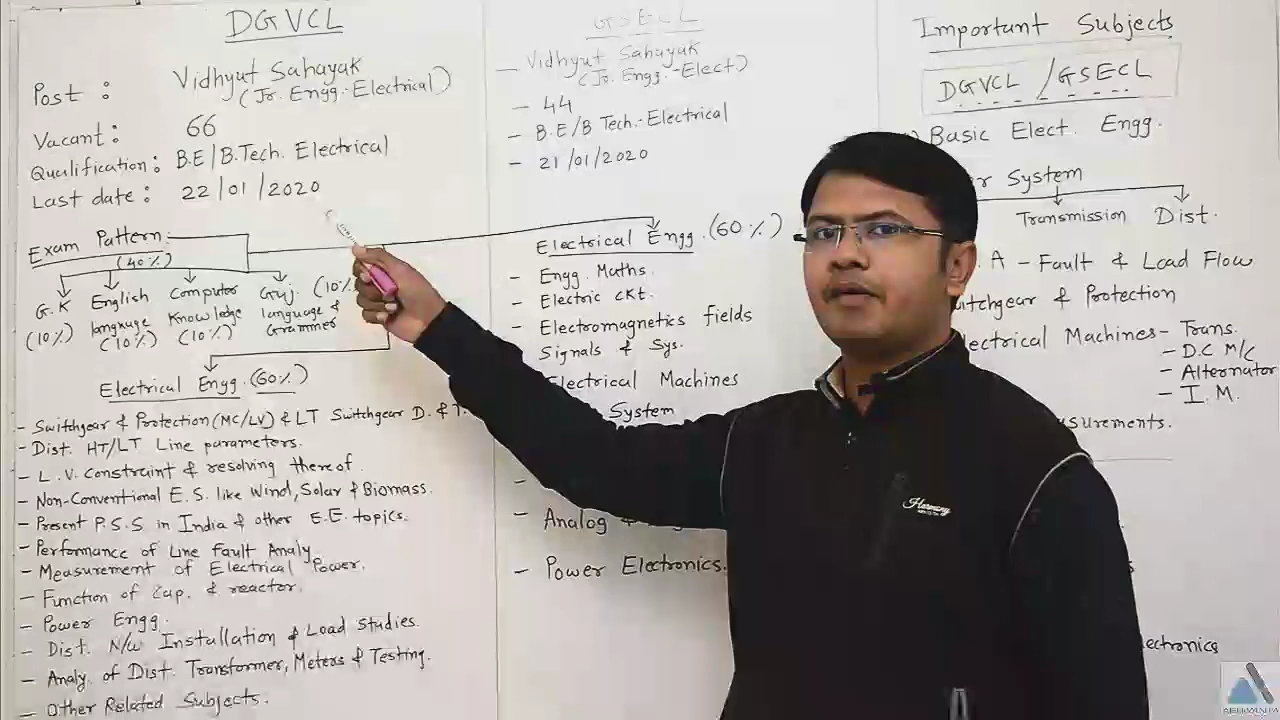 DGVCL
Post :
Vidhyut Sahayak
(Jr. Engg.-Electrical)
Vacant : 66
Qualification : B.E/B.Tech. Electrical
Last date : 22/01/2020
Exam Pattern
(40%)
G.K
(10%)
English
language
(10%)
Computer
Knowledge
(10%)
Guj. (10%
language &
Grammer
Electrical Engg. (60%)
- Switchgear & Protection (MC/LV) & LT Switchgear D. & T.
- Dist. HT/LT Line parameters.
- L.V. Constraint & resolving thereof
- Non-Conventional E.S. like Wind, Solar & Biomass.
- Present P.S.S. in India & other E.E. topics.
- Performance of Line Fault Analy
- Measurement of Electrical Power.
- Function of Cap. & reactor.
- Power Engg.
- Dist. N/w Installation & Load Studies.
- Analy. of Dist. Transformer, Meters & Testing.
- Other Related Subjects.
GSECL
- Vidhyut Sahayak
(Jr. Engg.-Elect)
- 44
- B.E/B Tech.-Electrical
- 21/01/2020
Electrical Engg. (60%)
- Engg. Maths.
- Electric CKt.
- Electromagnetics fields
Signals & Sys.
Electrical Machines
System
- Analog &
- Power Electronics.
Important Subjects
DGVCL / GSECL
Basic Elect. Engg.
System
Transmission Dist.
A - Fault & Load Flow
& Protection
Electrical Machines - Trans.
- D.C M/C
- Alternator
- I.M.
Harmony